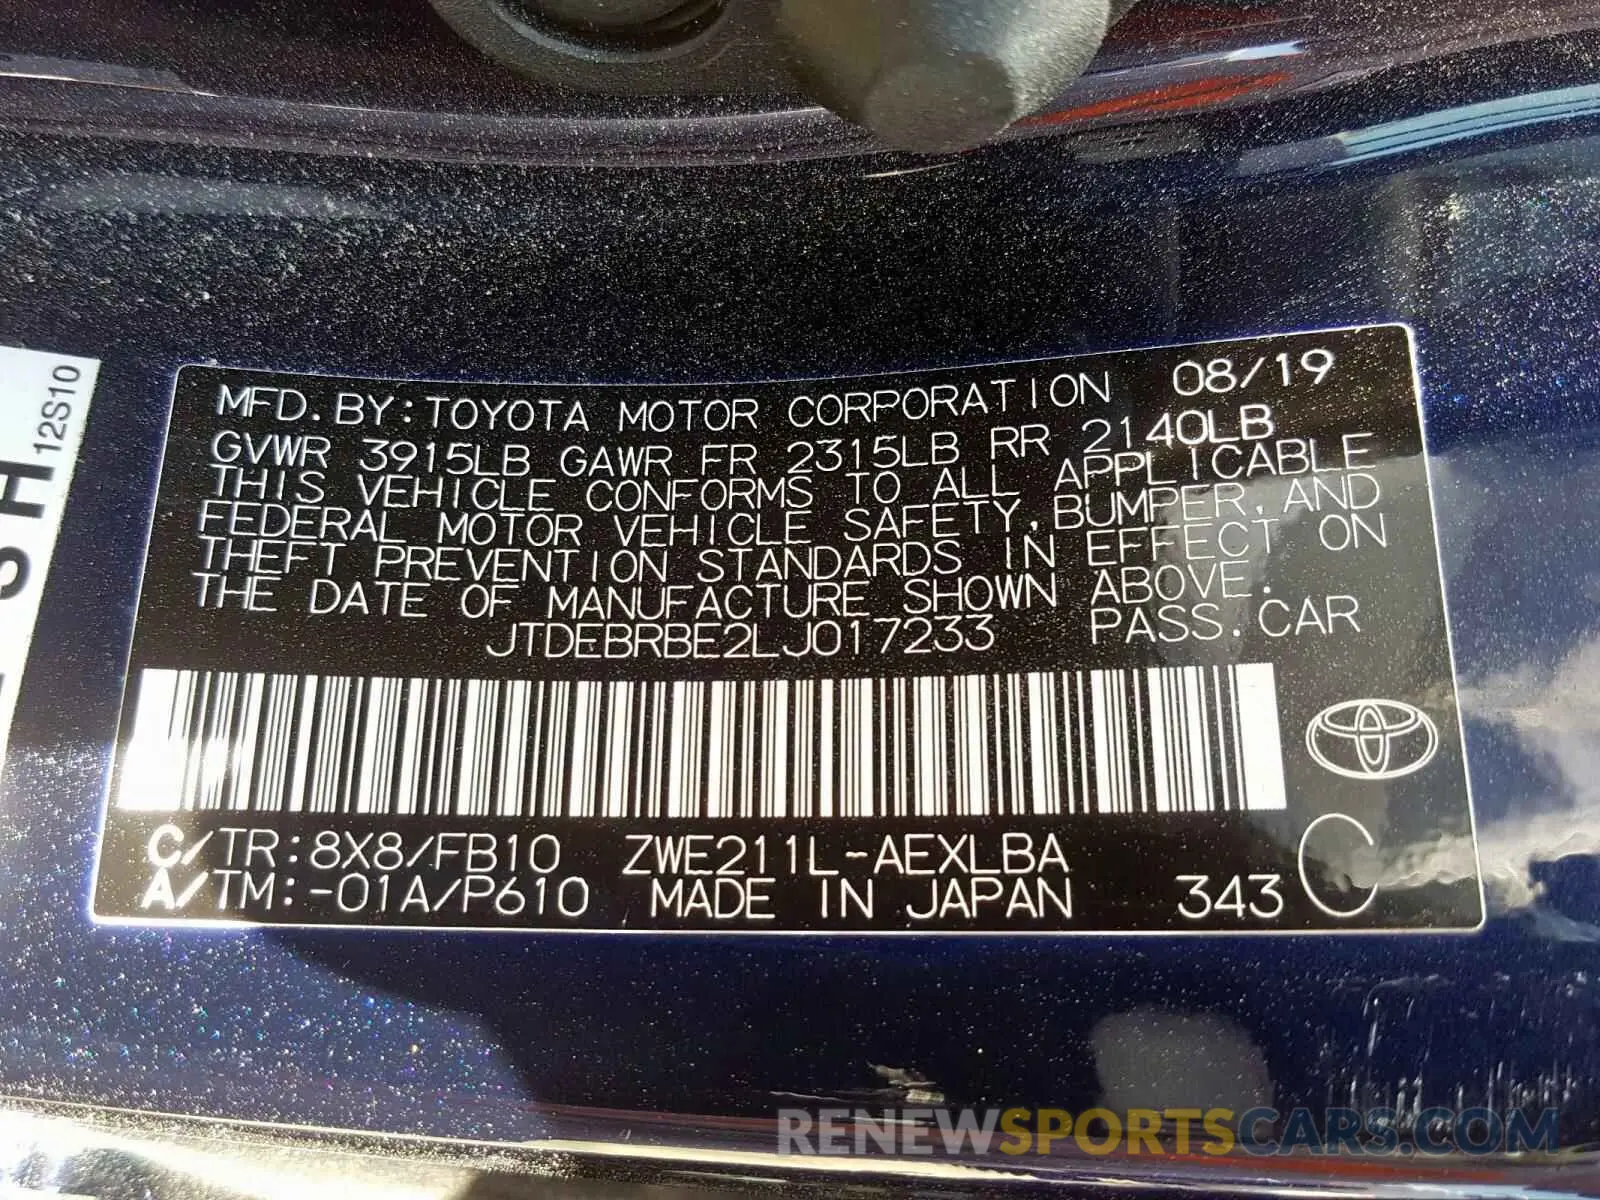 MFD.BY:TOYOTA MOTOR CORPORATION 08/19
GVWR 3915LB GAWR FR 2315LB RR 2140LB
THIS VEHICLE CONFORMS TO ALL APPLICABLE
FEDERAL MOTOR VEHICLE SAFETY,BUMPER,AND
THEFT PREVENTION STANDARDS IN EFFECT ON
THE DATE OF MANUFACTURE SHOWN ABOVE.
JTDEBRBE2LJ017233 PASS.CAR
C/TR:8X8/FB10 ZWE211L-AEXLBA
A/TM:-01A/P610 MADE IN JAPAN 343 C
12S10
RENEWSPORTSCARS.COM